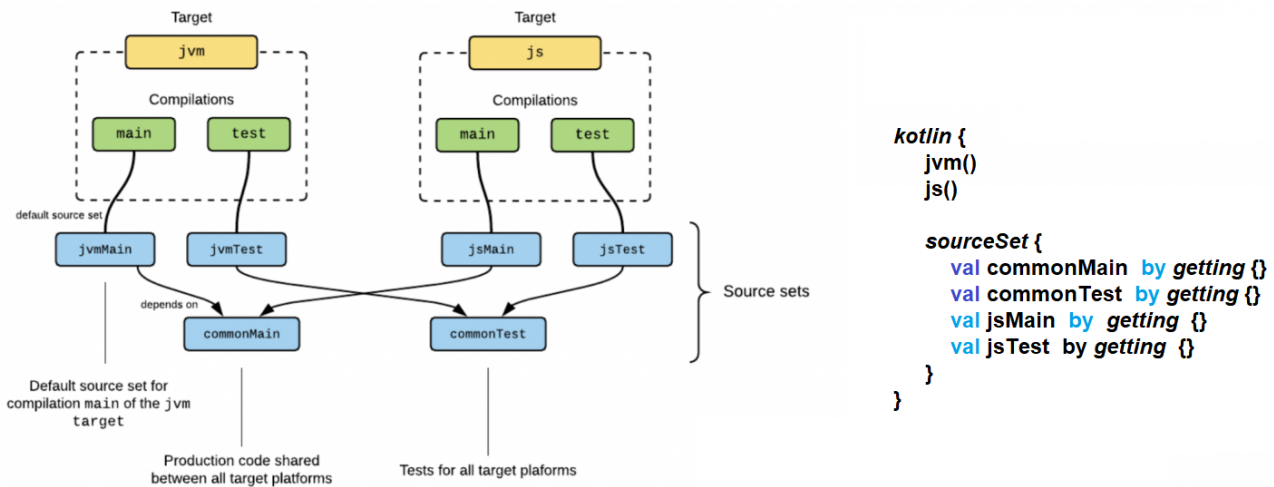 Target
Target
jvm
js
Compilations
Compilations
main
test
main
test
default source set
jvmMain
jvmTest
jsMain
jsTest
depends on
Source sets
commonMain
commonTest
Default source set for
compilation main of the jvm
target
Production code shared
between all target platforms
Tests for all target plaforms
kotlin {
jvm()
js()
sourceSet {
val commonMain by getting {}
val commonTest by getting {}
val jsMain by getting {}
val jsTest by getting {}
}
}